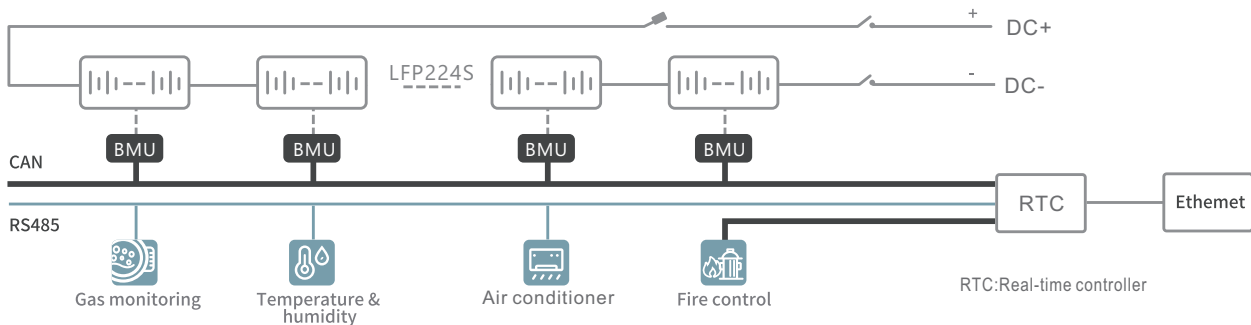 +
DC+
LFP224S
-
DC-
BMU
BMU
BMU
BMU
CAN
RTC
Ethemet
RS485
Gas monitoring
Temperature &
humidity
Air conditioner
Fire control
RTC:Real-time controller